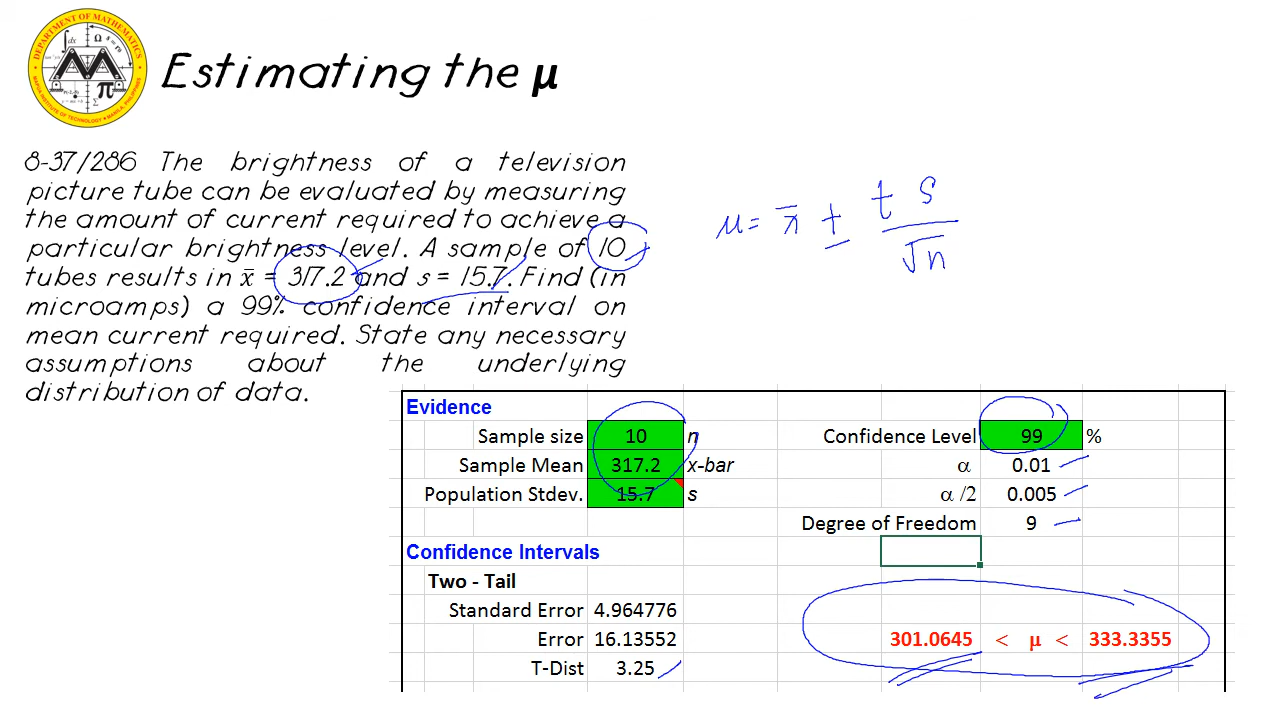 DEPARTMENT OF MATHEMATICS
Estimating the μ
8-37/286 The brightness of a television
picture tube can be evaluated by measuring
the amount of current required to achieve a
particular brightness level. A sample of 10
tubes results in x̄ = 317.2 and s = 15.7. Find (in
microamps) a 99% confidence interval on
mean current required. State any necessary
assumptions about the underlying
distribution of data.
μ = x̄ ± t s / √n
Evidence
Sample size 10 n Confidence Level 99 %
Sample Mean 317.2 x-bar α 0.01
Population Stdev. 15.7 s α /2 0.005
Degree of Freedom 9
Confidence Intervals
Two - Tail
Standard Error 4.964776
Error 16.13552 301.0645 < μ < 333.3355
T-Dist 3.25